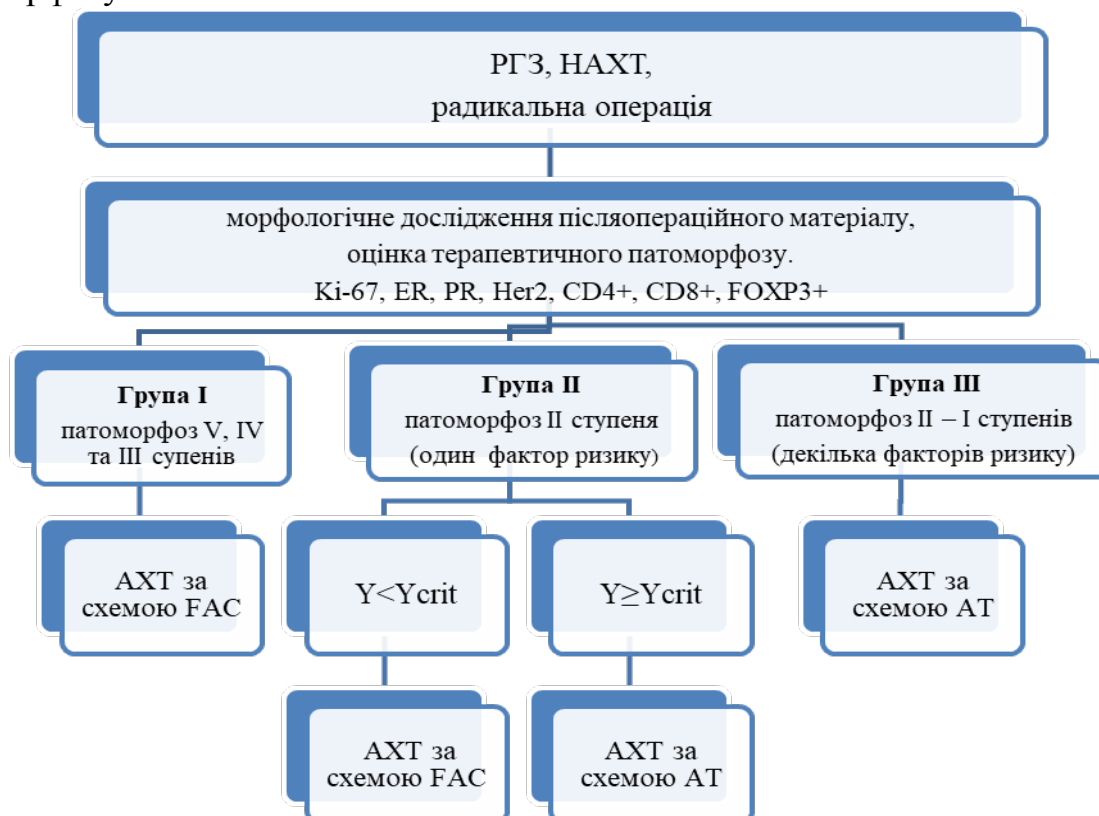 РГЗ, НАХТ,
радикальна операція
морфологічне дослідження післяопераційного матеріалу,
оцінка терапевтичного патоморфозу.
Ki-67, ER, PR, Her2, CD4+, CD8+, FOXP3+
Група I
патоморфоз V, IV
та III супенів
Група II
патоморфоз II ступеня
(один фактор ризику)
Група III
патоморфоз II – I ступенів
(декілька факторів ризику)
АХТ за
схемою FAC
Y<Ycrit
Y≥Ycrit
АХТ за
схемою AT
АХТ за
схемою FAC
АХТ за
схемою AT